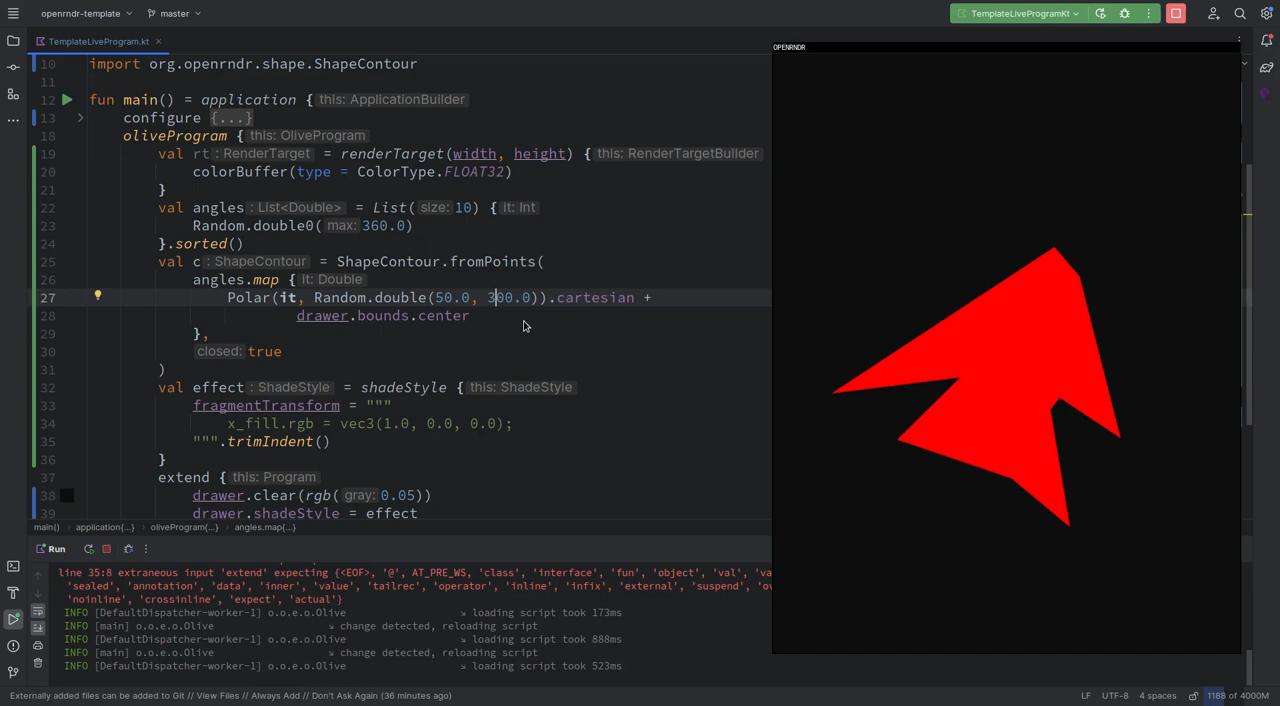 openrndr-template
master
TemplateLiveProgramKt
TemplateLiveProgram.kt
OPENRNDR
10 import org.openrndr.shape.ShapeContour
11
12 fun main() = application { this: ApplicationBuilder
13 configure {...}
18 oliveProgram { this: OliveProgram
19 val rt : RenderTarget = renderTarget(width, height) { this: RenderTargetBuilder
20 colorBuffer(type = ColorType.FLOAT32)
21 }
22 val angles : List<Double> = List( size: 10) { it: Int
23 Random.double0( max: 360.0)
24 }.sorted()
25 val c : ShapeContour = ShapeContour.fromPoints(
26 angles.map { it: Double
27 Polar(it, Random.double(50.0, 300.0)).cartesian +
28 drawer.bounds.center
29 },
30 closed: true
31 )
32 val effect : ShadeStyle = shadeStyle { this: ShadeStyle
33 fragmentTransform = """
34 x_fill.rgb = vec3(1.0, 0.0, 0.0);
35 """.trimIndent()
36 }
37 extend { this: Program
38 drawer.clear(rgb( gray: 0.05))
39 drawer.shadeStyle = effect
main() application{...} oliveProgram{...} angles.map{...}
Run
line 35:8 extraneous input 'extend' expecting {<EOF>, '@', AT_PRE_WS, 'class', 'interface', 'fun', 'object', 'val', 'va
'sealed', 'annotation', 'data', 'inner', 'value', 'tailrec', 'operator', 'inline', 'infix', 'external', 'suspend', 'ov
'noinline', 'crossinline', 'expect', 'actual'}
INFO [DefaultDispatcher-worker-1] o.o.e.o.Olive ↘ loading script took 173ms
INFO [main] o.o.e.o.Olive ↘ change detected, reloading script
INFO [DefaultDispatcher-worker-1] o.o.e.o.Olive ↘ loading script took 888ms
INFO [main] o.o.e.o.Olive ↘ change detected, reloading script
INFO [DefaultDispatcher-worker-1] o.o.e.o.Olive ↘ loading script took 523ms
Externally added files can be added to Git // View Files // Always Add // Don't Ask Again (36 minutes ago)
LF UTF-8 4 spaces 1188 of 4000M